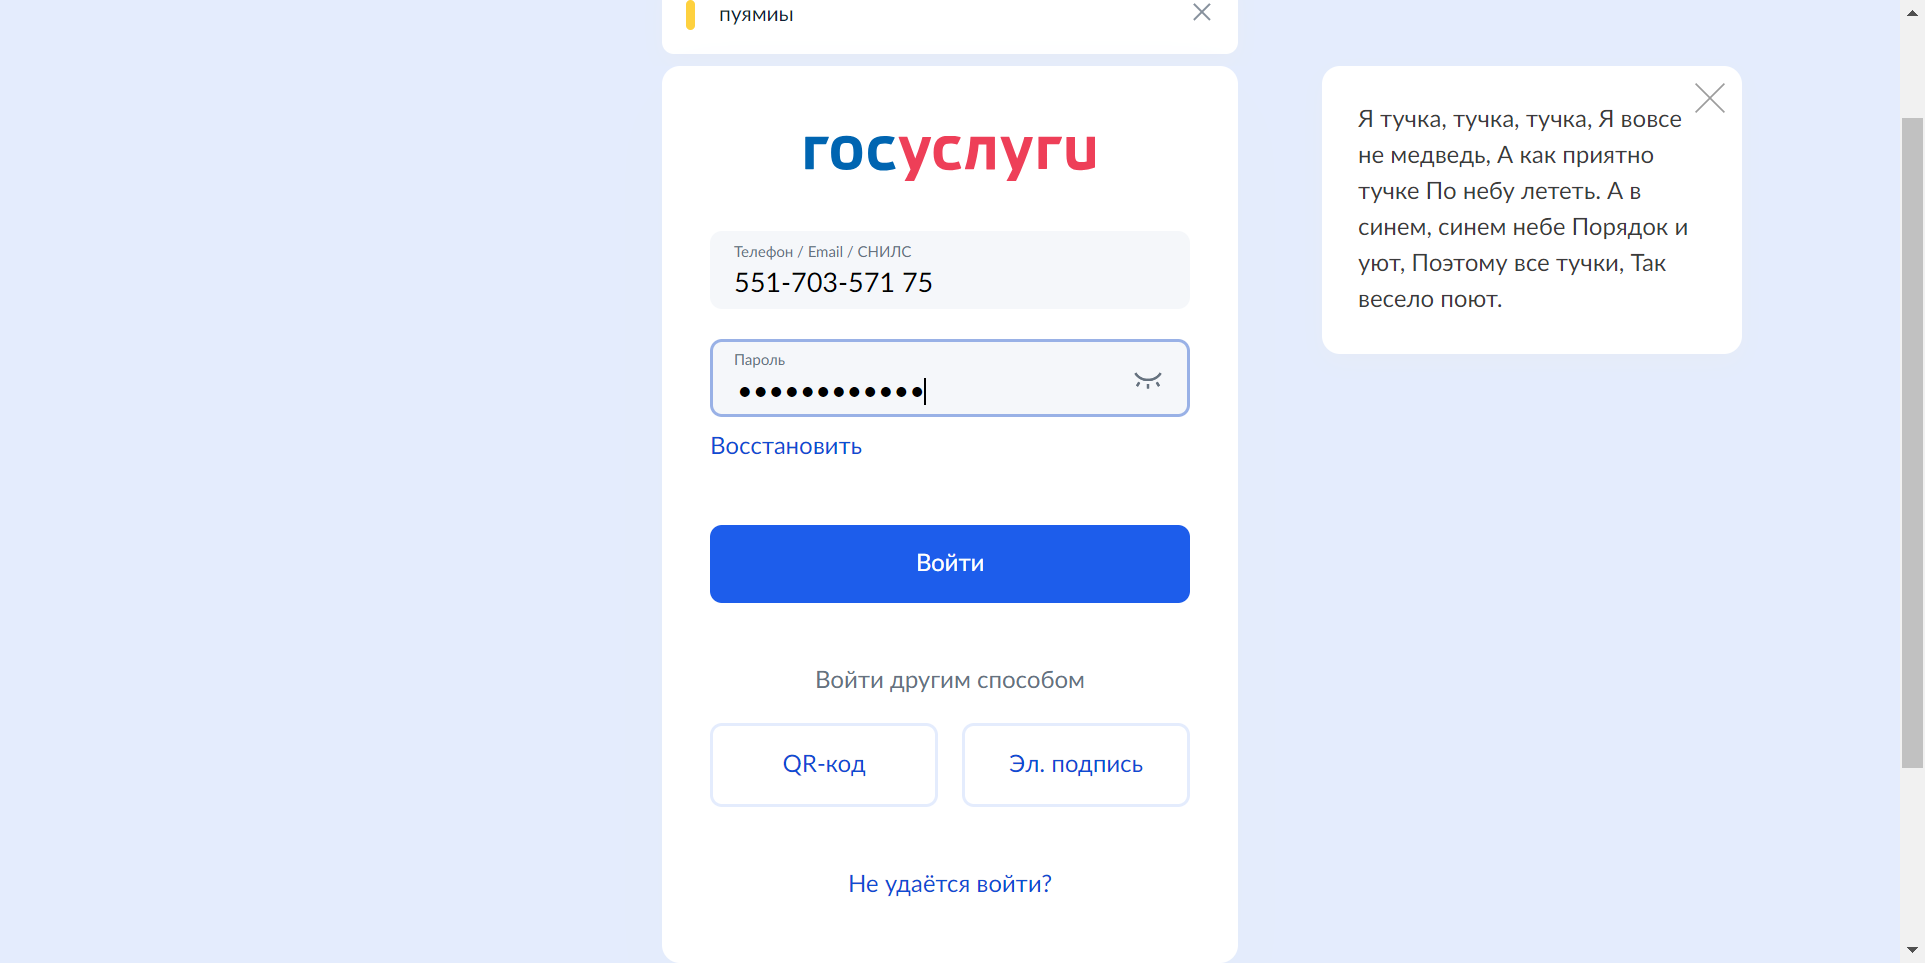 пуямиы
госуслуги
Телефон / Email / СНИЛС
551-703-571 75
Пароль
••••••••••••
Восстановить
Войти
Войти другим способом
QR-код
Эл. подпись
Не удаётся войти?
Я тучка, тучка, тучка, Я вовсе
не медведь, А как приятно
тучке По небу лететь. А в
синем, синем небе Порядок и
уют, Поэтому все тучки, Так
весело поют.